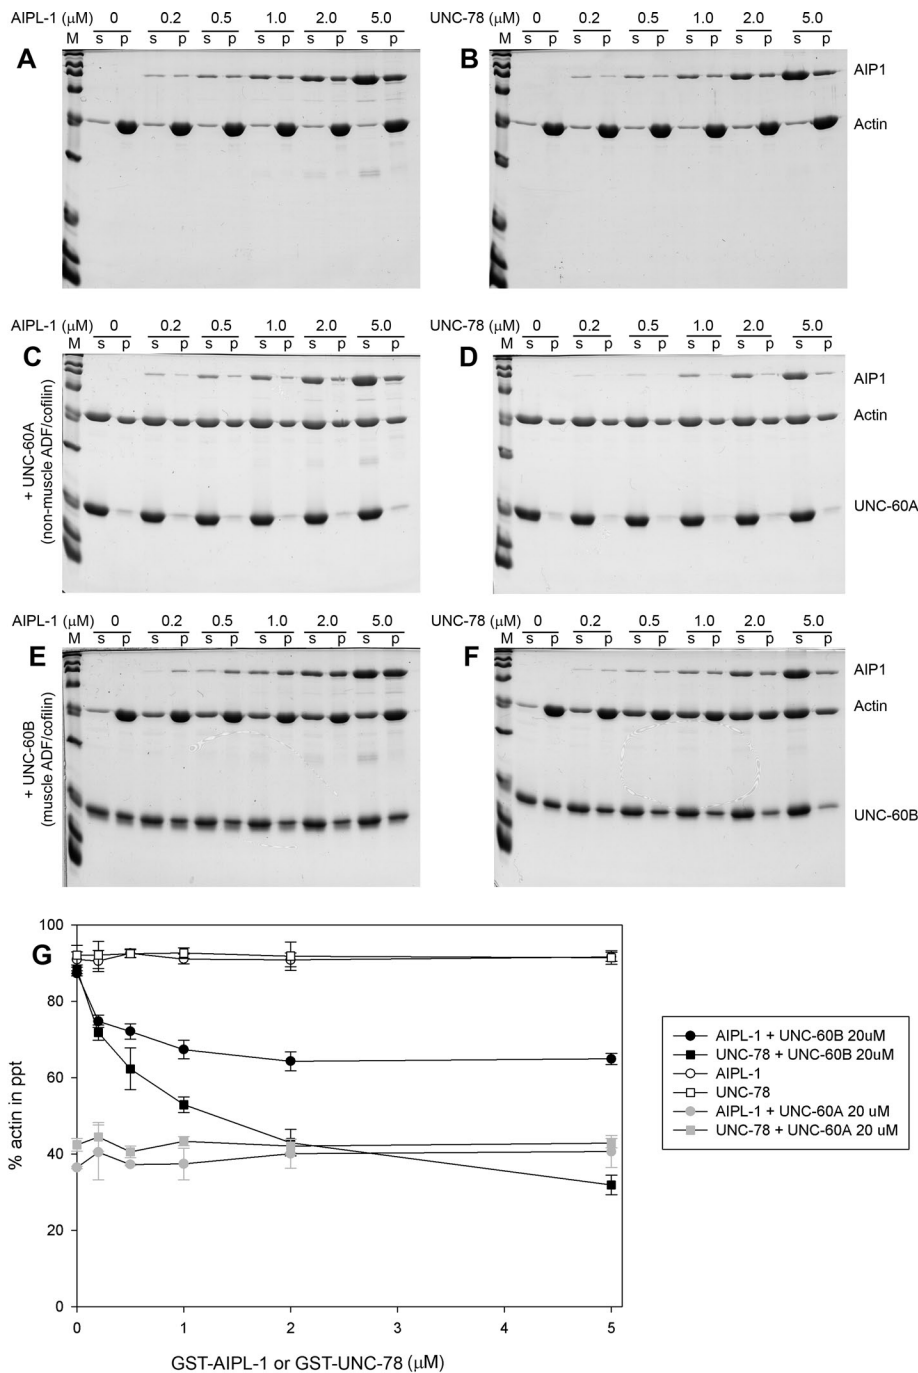 AIPL-1 (μM) 0 0.2 0.5 1.0 2.0 5.0
UNC-78 (μM) 0 0.2 0.5 1.0 2.0 5.0
M s p s p s p s p s p s p
M s p s p s p s p s p s p
A
B
AIP1
Actin
AIPL-1 (μM) 0 0.2 0.5 1.0 2.0 5.0
UNC-78 (μM) 0 0.2 0.5 1.0 2.0 5.0
M s p s p s p s p s p s p
M s p s p s p s p s p s p
C
D
+ UNC-60A
(non-muscle ADF/cofilin)
AIP1
Actin
UNC-60A
AIPL-1 (μM) 0 0.2 0.5 1.0 2.0 5.0
UNC-78 (μM) 0 0.2 0.5 1.0 2.0 5.0
M s p s p s p s p s p s p
M s p s p s p s p s p s p
E
F
+ UNC-60B
(muscle ADF/cofilin)
AIP1
Actin
UNC-60B
G
% actin in ppt
100
80
60
40
20
0
0 1 2 3 4 5
GST-AIPL-1 or GST-UNC-78 (μM)
AIPL-1 + UNC-60B 20uM
UNC-78 + UNC-60B 20uM
AIPL-1
UNC-78
AIPL-1 + UNC-60A 20 uM
UNC-78 + UNC-60A 20 uM